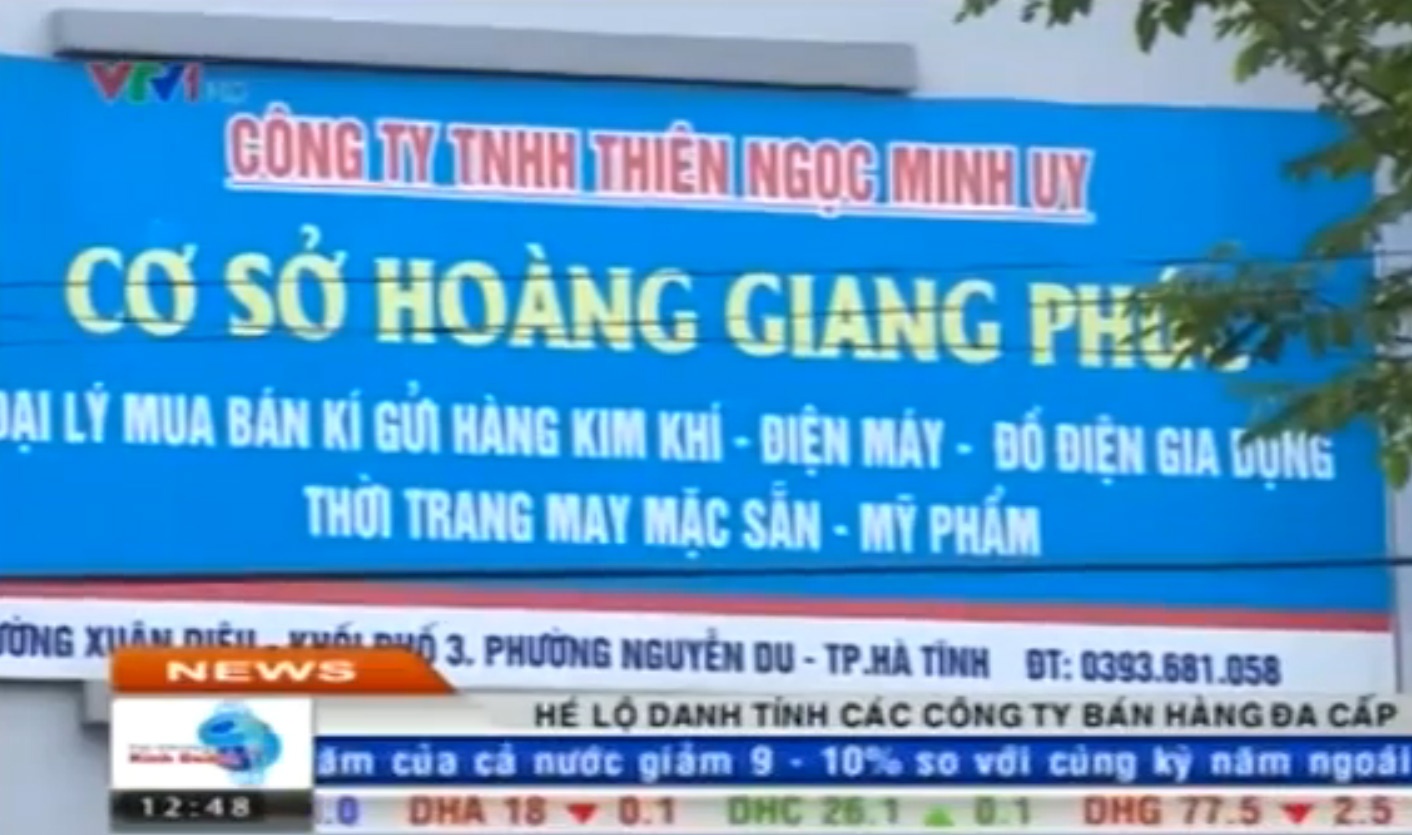 VTV1 HD
CÔNG TY TNHH THIÊN NGỌC MINH UY
CƠ SỞ HOÀNG GIANG PHÚC
ĐẠI LÝ MUA BÁN KÍ GỬI HÀNG KIM KHÍ - ĐIỆN MÁY - ĐỒ ĐIỆN GIA DỤNG
THỜI TRANG MAY MẶC SẴN - MỸ PHẨM
XUÂN DIỆU - KHỐI PHỐ 3. PHƯỜNG NGUYỄN DU - TP.HÀ TĨNH ĐT: 0393.681.058
NEWS
HÉ LỘ DANH TÍNH CÁC CÔNG TY BÁN HÀNG ĐA CẤP
của cả nước giảm 9 - 10% so với cùng kỳ năm ngoái
12:48 .0 DHA 18 ▼ 0.1 DHC 26.1 ▲ 0.1 DHG 77.5 ▼ 2.5